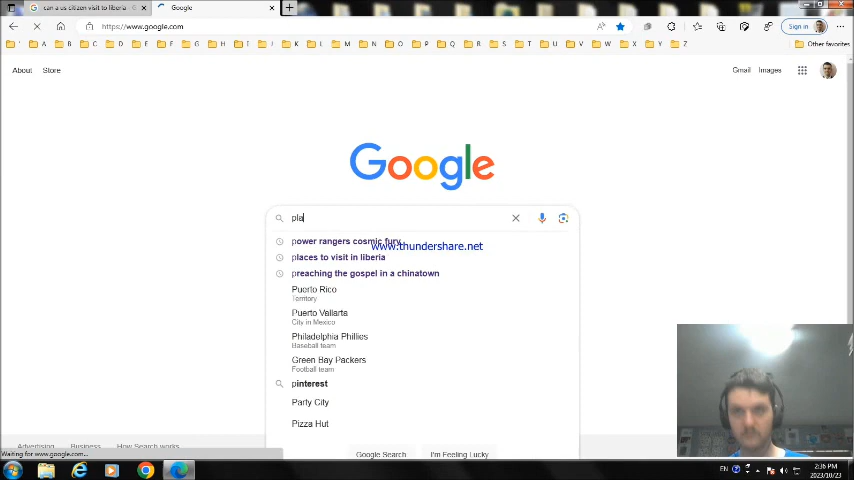 can a us citizen visit to liberia
Google
https://www.google.com
Sign in
A B C D E F G H I J K L M N O P Q R S T U V W X Y Z
Other favorites
About Store
Gmail Images
Google
pla
power rangers cosmic fury
www.thundershare.net
places to visit in liberia
preaching the gospel in a chinatown
Puerto Rico
Territory
Puerto Vallarta
City in Mexico
Philadelphia Phillies
Baseball team
Green Bay Packers
Football team
pinterest
Party City
Pizza Hut
Advertising Business How Search works
Waiting for www.google.com...
Google Search I'm Feeling Lucky
EN
2:36 PM
2023/10/23